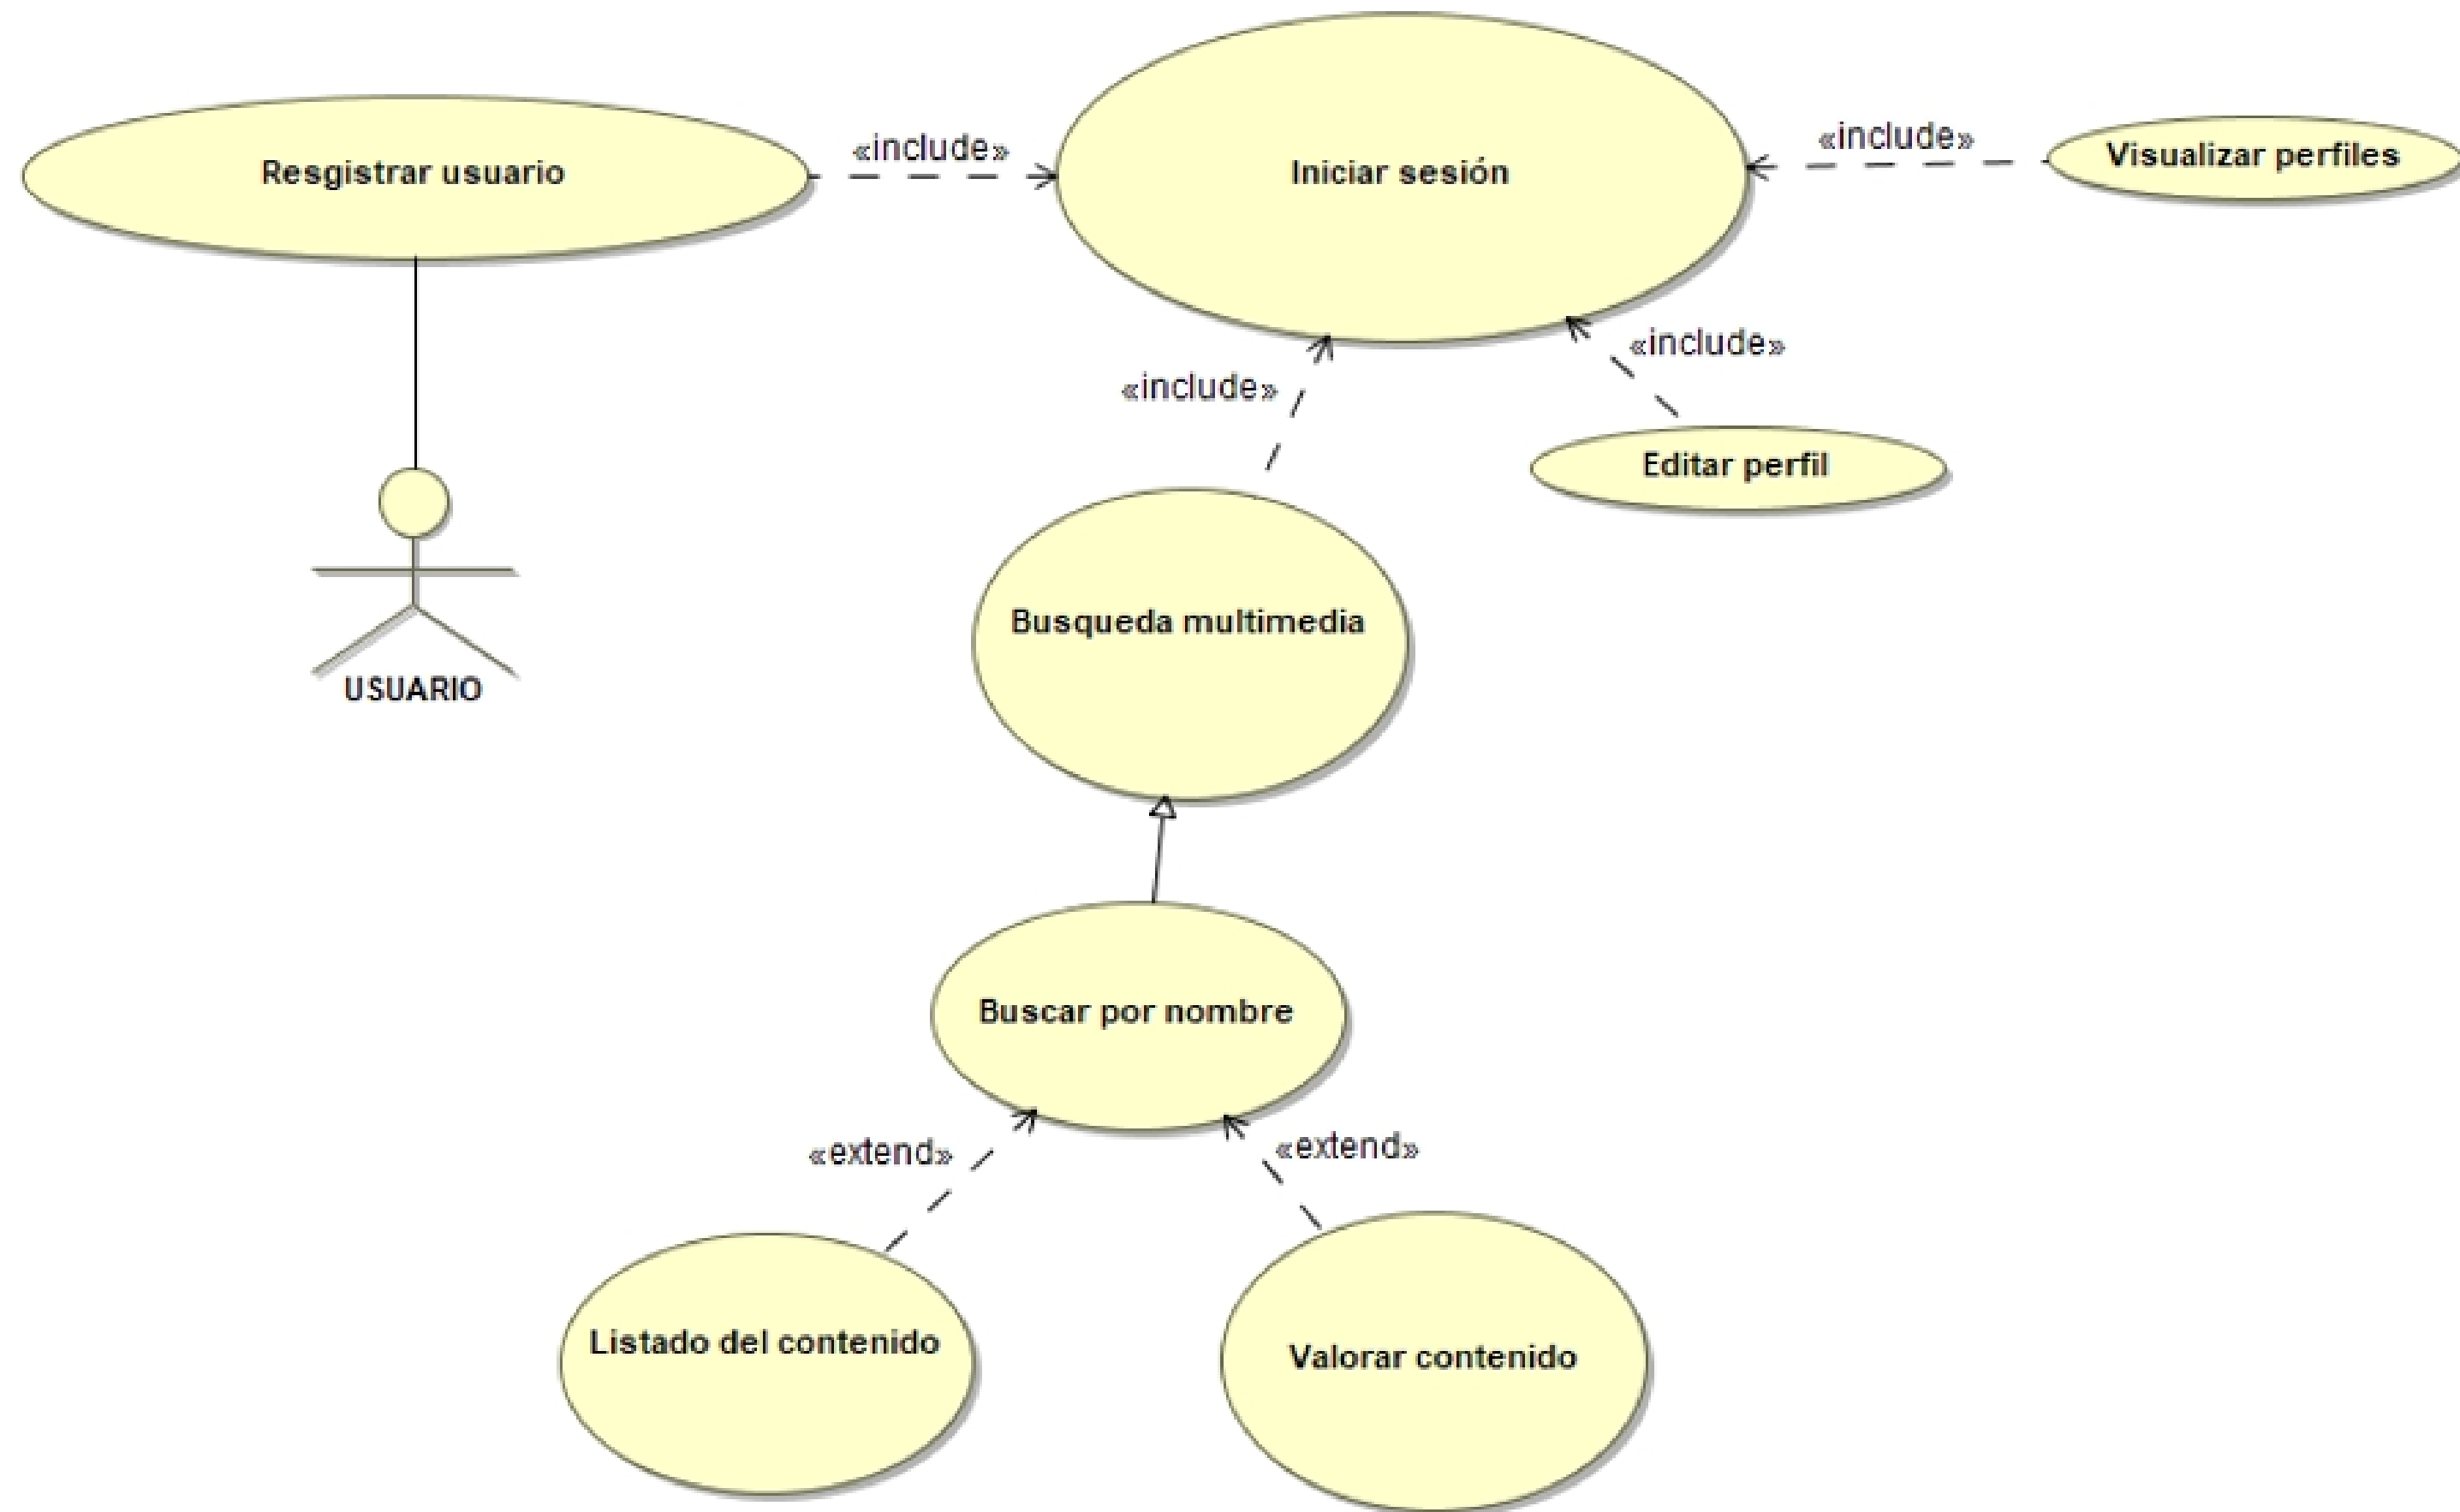 «include»
«include»
Resgistrar usuario
Iniciar sesión
Visualizar perfiles
«include»
«include»
Editar perfil
Busqueda multimedia
USUARIO
Buscar por nombre
«extend»
«extend»
Listado del contenido
Valorar contenido